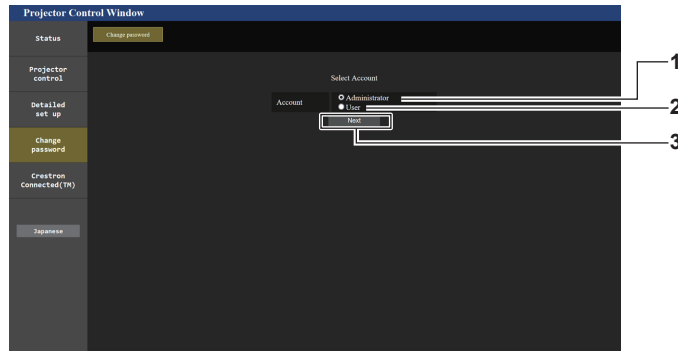 Projector Control Window
Status
Change password
Projector
control
Select Account
Account
Administrator
User
Next
Detailed
set up
Change
password
Crestron
Connected(TM)
Japanese
1
2
3